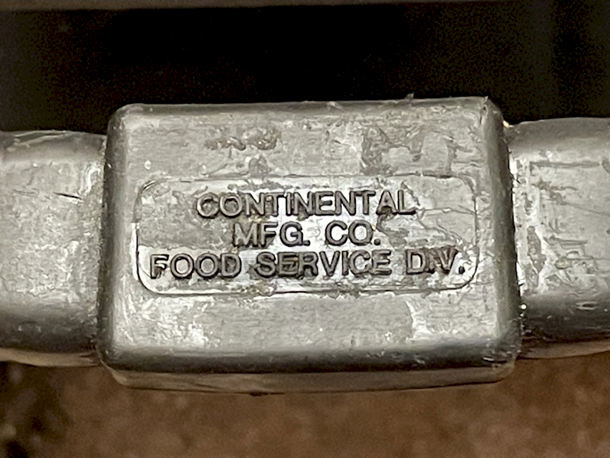 CONTINENTAL
MFG. CO.
FOOD SERVICE DIV.